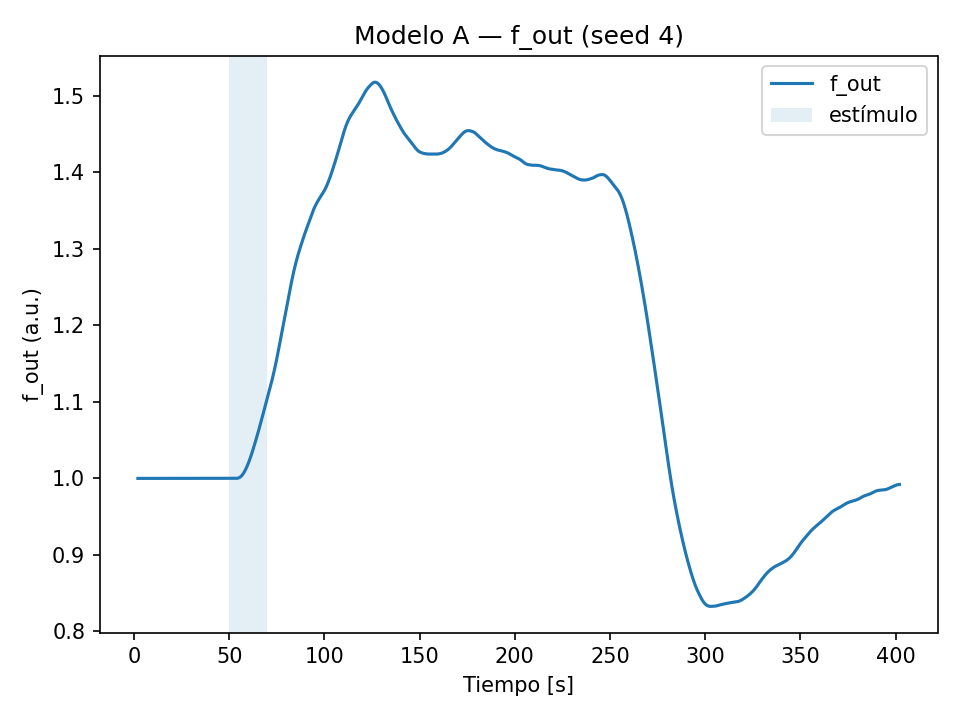 Modelo A — f_out (seed 4)
f_out
estímulo
f_out (a.u.)
1.5
1.4
1.3
1.2
1.1
1.0
0.9
0.8
0 50 100 150 200 250 300 350 400
Tiempo [s]